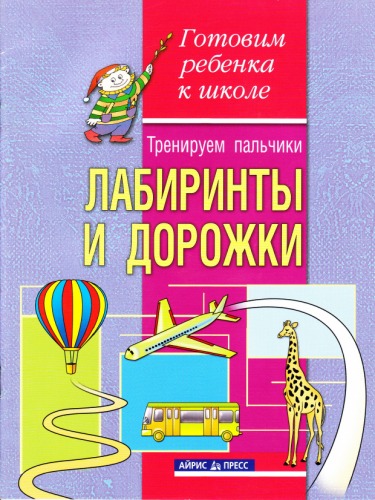 Готовим
ребенка
к школе
Тренируем пальчики
ЛАБИРИНТЫ
И ДОРОЖКИ
АЙРИС ПРЕСС